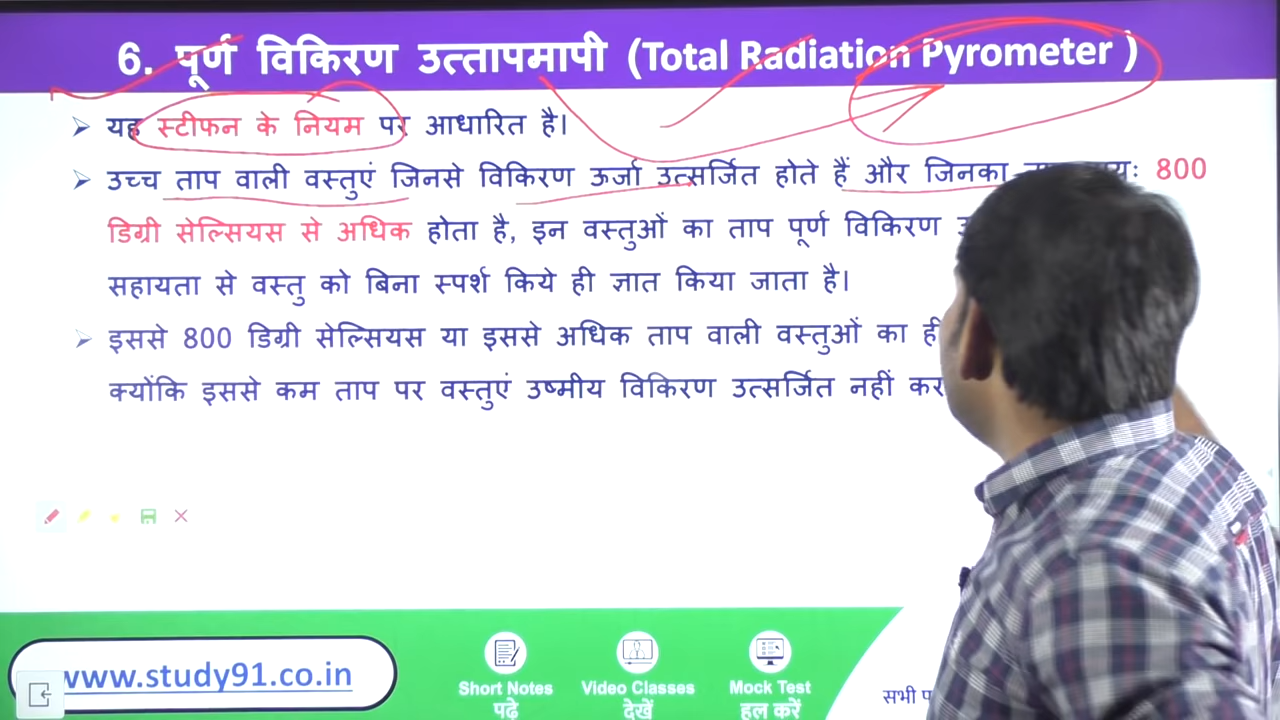 6. पूर्ण विकिरण उत्तापमापी (Total Radiation Pyrometer )
यह स्टीफन के नियम पर आधारित है।
उच्च ताप वाली वस्तुएं जिनसे विकिरण ऊर्जा उत्सर्जित होते हैं और जिनका 800
डिग्री सेल्सियस से अधिक होता है, इन वस्तुओं का ताप पूर्ण विकिरण
सहायता से वस्तु को बिना स्पर्श किये ही ज्ञात किया जाता है।
इससे 800 डिग्री सेल्सियस या इससे अधिक ताप वाली वस्तुओं का ही
क्योंकि इससे कम ताप पर वस्तुएं उष्मीय विकिरण उत्सर्जित नहीं
www.study91.co.in
Short Notes
पढ़े
Video Classes
देखें
Mock Test
हल करें
सभी